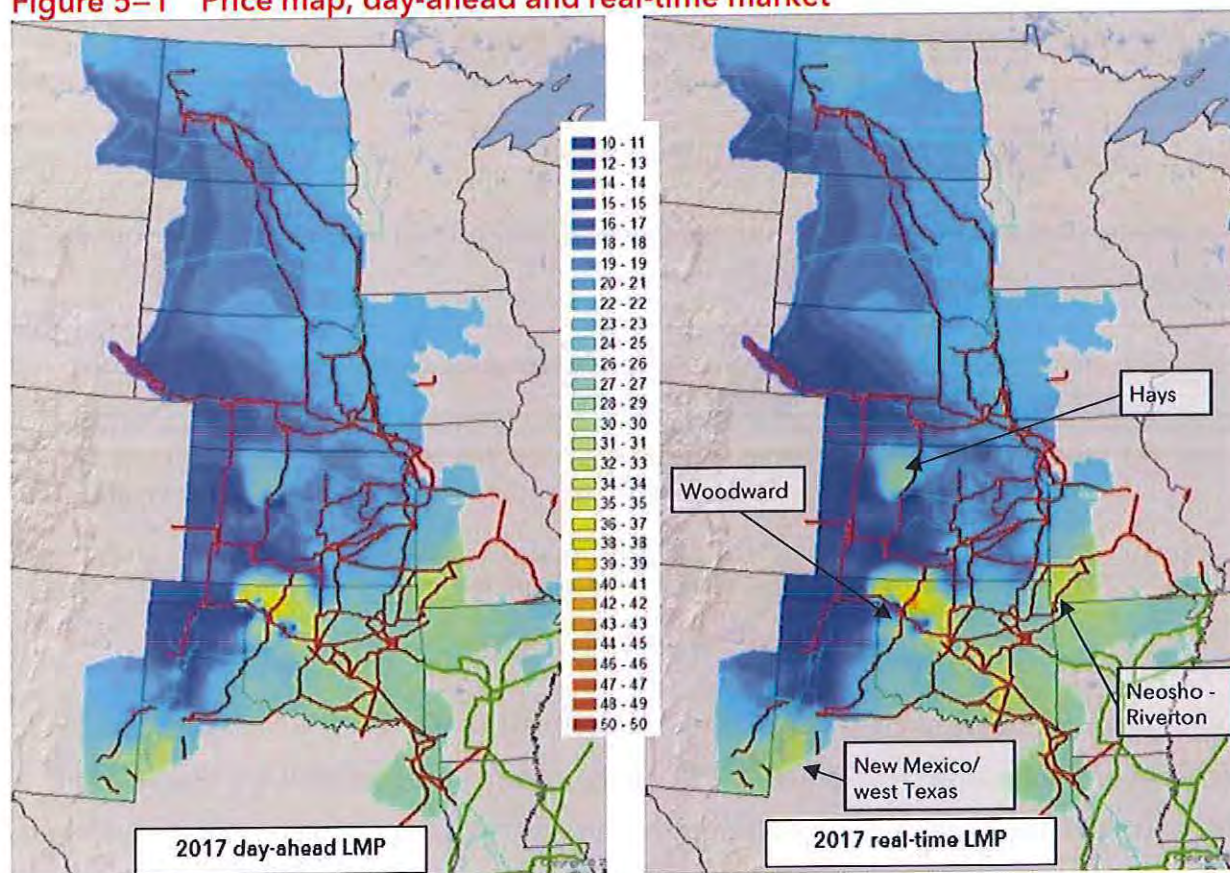 Figure 5–1 Price map, day-ahead and real-time market
10 - 11
12 - 13
14 - 14
15 - 15
16 - 17
18 - 18
19 - 19
20 - 21
22 - 22
23 - 23
24 - 25
26 - 26
27 - 27
28 - 29
30 - 30
31 - 31
32 - 33
34 - 34
35 - 35
36 - 37
38 - 38
39 - 39
40 - 41
42 - 42
43 - 43
44 - 45
46 - 46
47 - 47
48 - 49
50 - 50
2017 day-ahead LMP
Hays
Woodward
Neosho -
Riverton
New Mexico/
west Texas
2017 real-time LMP